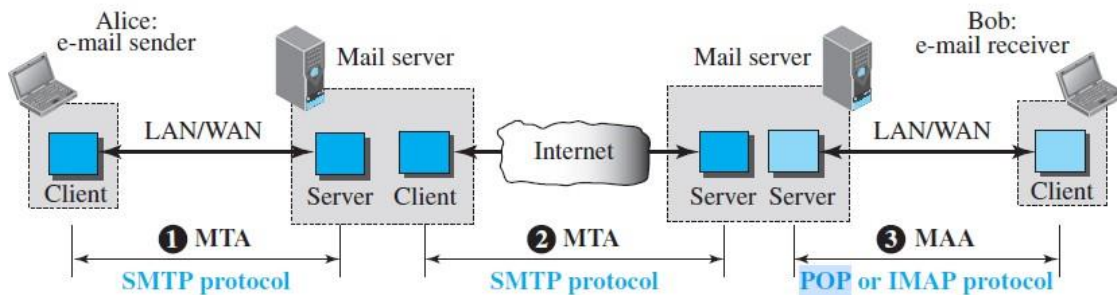 Alice:
e-mail sender
Mail server
Mail server
Bob:
e-mail receiver
LAN/WAN
Internet
LAN/WAN
Client
Server
Client
Server
Server
Client
1 MTA
2 MTA
3 MAA
SMTP protocol
SMTP protocol
POP or IMAP protocol